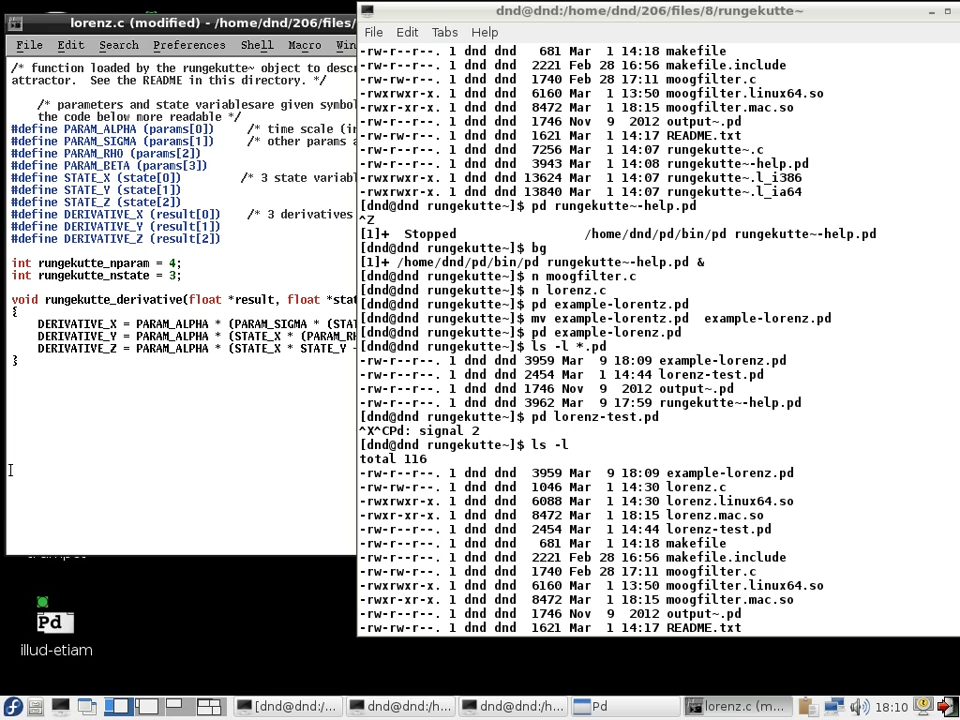 lorenz.c (modified) - /home/dnd/206/files/
File Edit Search Preferences Shell Macro Win
/* function loaded by the rungekutte~ object to desc
attractor.  See the README in this directory. */
/* parameters and state variablesare given symbol
the code below more readable */
#define PARAM_ALPHA (params[0])     /* time scale (in
#define PARAM_SIGMA (params[1])     /* other params a
#define PARAM_RHO (params[2])
#define PARAM_BETA (params[3])
#define STATE_X (state[0])         /* 3 state variabl
#define STATE_Y (state[1])
#define STATE_Z (state[2])
#define DERIVATIVE_X (result[0])    /* 3 derivatives
#define DERIVATIVE_Y (result[1])
#define DERIVATIVE_Z (result[2])
int rungekutte_nparam = 4;
int rungekutte_nstate = 3;
void rungekutte_derivative(float *result, float *stat
{
DERIVATIVE_X = PARAM_ALPHA * (PARAM_SIGMA * (STAT
DERIVATIVE_Y = PARAM_ALPHA * (STATE_X * (PARAM_RH
DERIVATIVE_Z = PARAM_ALPHA * (STATE_X * STATE_Y -
}
dnd@dnd:/home/dnd/206/files/8/rungekutte~
File Edit Tabs Help
-rw-r--r--. 1 dnd dnd   681 Mar  1 14:18 makefile
-rw-rw-r--. 1 dnd dnd  2221 Feb 28 16:56 makefile.include
-rw-rw-r--. 1 dnd dnd  1740 Feb 28 17:11 moogfilter.c
-rwxrwxr-x. 1 dnd dnd  6160 Mar  1 13:50 moogfilter.linux64.so
-rwxr-xr-x. 1 dnd dnd  8472 Mar  1 18:15 moogfilter.mac.so
-rw-rw-r--. 1 dnd dnd  1746 Nov  9  2012 output~.pd
-rw-rw-r--. 1 dnd dnd  1621 Mar  1 14:17 README.txt
-rw-rw-r--. 1 dnd dnd  7256 Mar  1 14:07 rungekutte~.c
-rw-rw-r--. 1 dnd dnd  3943 Mar  1 14:08 rungekutte~-help.pd
-rwxrwxr-x. 1 dnd dnd 13624 Mar  1 14:07 rungekutte~.l_i386
-rwxrwxr-x. 1 dnd dnd 13840 Mar  1 14:07 rungekutte~.l_ia64
[dnd@dnd rungekutte~]$ pd rungekutte~-help.pd
^Z
[1]+  Stopped                 /home/dnd/pd/bin/pd rungekutte~-help.pd
[dnd@dnd rungekutte~]$ bg
[1]+ /home/dnd/pd/bin/pd rungekutte~-help.pd &
[dnd@dnd rungekutte~]$ n moogfilter.c
[dnd@dnd rungekutte~]$ n lorenz.c
[dnd@dnd rungekutte~]$ pd example-lorentz.pd
[dnd@dnd rungekutte~]$ mv example-lorentz.pd  example-lorenz.pd
[dnd@dnd rungekutte~]$ pd example-lorenz.pd
[dnd@dnd rungekutte~]$ ls -l *.pd
-rw-rw-r--. 1 dnd dnd 3959 Mar  9 18:09 example-lorenz.pd
-rw-rw-r--. 1 dnd dnd 2454 Mar  1 14:44 lorenz-test.pd
-rw-rw-r--. 1 dnd dnd 1746 Nov  9  2012 output~.pd
-rw-rw-r--. 1 dnd dnd 3962 Mar  9 17:59 rungekutte~-help.pd
[dnd@dnd rungekutte~]$ pd lorenz-test.pd
^X^CPd: signal 2
[dnd@dnd rungekutte~]$ ls -l
total 116
-rw-rw-r--. 1 dnd dnd  3959 Mar  9 18:09 example-lorenz.pd
-rw-rw-r--. 1 dnd dnd  1046 Mar  1 14:30 lorenz.c
-rwxrwxr-x. 1 dnd dnd  6088 Mar  1 14:30 lorenz.linux64.so
-rwxr-xr-x. 1 dnd dnd  8472 Mar  1 18:15 lorenz.mac.so
-rw-rw-r--. 1 dnd dnd  2454 Mar  1 14:44 lorenz-test.pd
-rw-r--r--. 1 dnd dnd   681 Mar  1 14:18 makefile
-rw-rw-r--. 1 dnd dnd  2221 Feb 28 16:56 makefile.include
-rw-rw-r--. 1 dnd dnd  1740 Feb 28 17:11 moogfilter.c
-rwxrwxr-x. 1 dnd dnd  6160 Mar  1 13:50 moogfilter.linux64.so
-rwxr-xr-x. 1 dnd dnd  8472 Mar  1 18:15 moogfilter.mac.so
-rw-rw-r--. 1 dnd dnd  1746 Nov  9  2012 output~.pd
-rw-rw-r--. 1 dnd dnd  1621 Mar  1 14:17 README.txt
Pd
illud-etiam
[dnd@dnd:/... dnd@dnd:/h... dnd@dnd:/h... Pd lorenz.c (m... 18:10